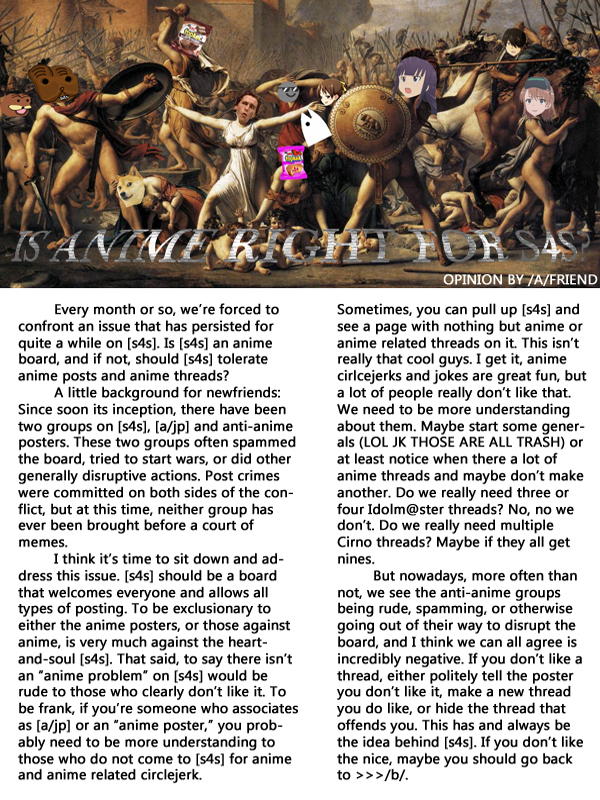 IS ANIME RIGHT FOR S4S?
OPINION BY /A/FRIEND
Every month or so, we're forced to
confront an issue that has persisted for
quite a while on [s4s]. Is [s4s] an anime
board, and if not, should [s4s] tolerate
anime posts and anime threads?
A little background for newfriends:
Since soon its inception, there have been
two groups on [s4s], [a/jp] and anti-anime
posters. These two groups often spammed
the board, tried to start wars, or did other
generally disruptive actions. Post crimes
were committed on both sides of the con-
flict, but at this time, neither group has
ever been brought before a court of
memes.
I think it's time to sit down and ad-
dress this issue. [s4s] should be a board
that welcomes everyone and allows all
types of posting. To be exclusionary to
either the anime posters, or those against
anime, is very much against the heart-
and-soul [s4s]. That said, to say there isn't
an "anime problem" on [s4s] would be
rude to those who clearly don't like it. To
be frank, if you're someone who associates
as [a/jp] or an "anime poster," you prob-
ably need to be more understanding to
those who do not come to [s4s] for anime
and anime related circlejerk.
Sometimes, you can pull up [s4s] and
see a page with nothing but anime or
anime related threads on it. This isn't
really that cool guys. I get it, anime
cirlcejerks and jokes are great fun, but
a lot of people really don't like that.
We need to be more understanding
about them. Maybe start some gener-
als (LOL JK THOSE ARE ALL TRASH) or
at least notice when there a lot of
anime threads and maybe don't make
another. Do we really need three or
four Idolm@ster threads? No, no we
don't. Do we really need multiple
Cirno threads? Maybe if they all get
nines.
But nowadays, more often than
not, we see the anti-anime groups
being rude, spamming, or otherwise
going out of their way to disrupt the
board, and I think we can all agree is
incredibly negative. If you don't like a
thread, either politely tell the poster
you don't like it, make a new thread
you do like, or hide the thread that
offends you. This has and always be
the idea behind [s4s]. If you don't like
the nice, maybe you should go back
to >>>/b/.